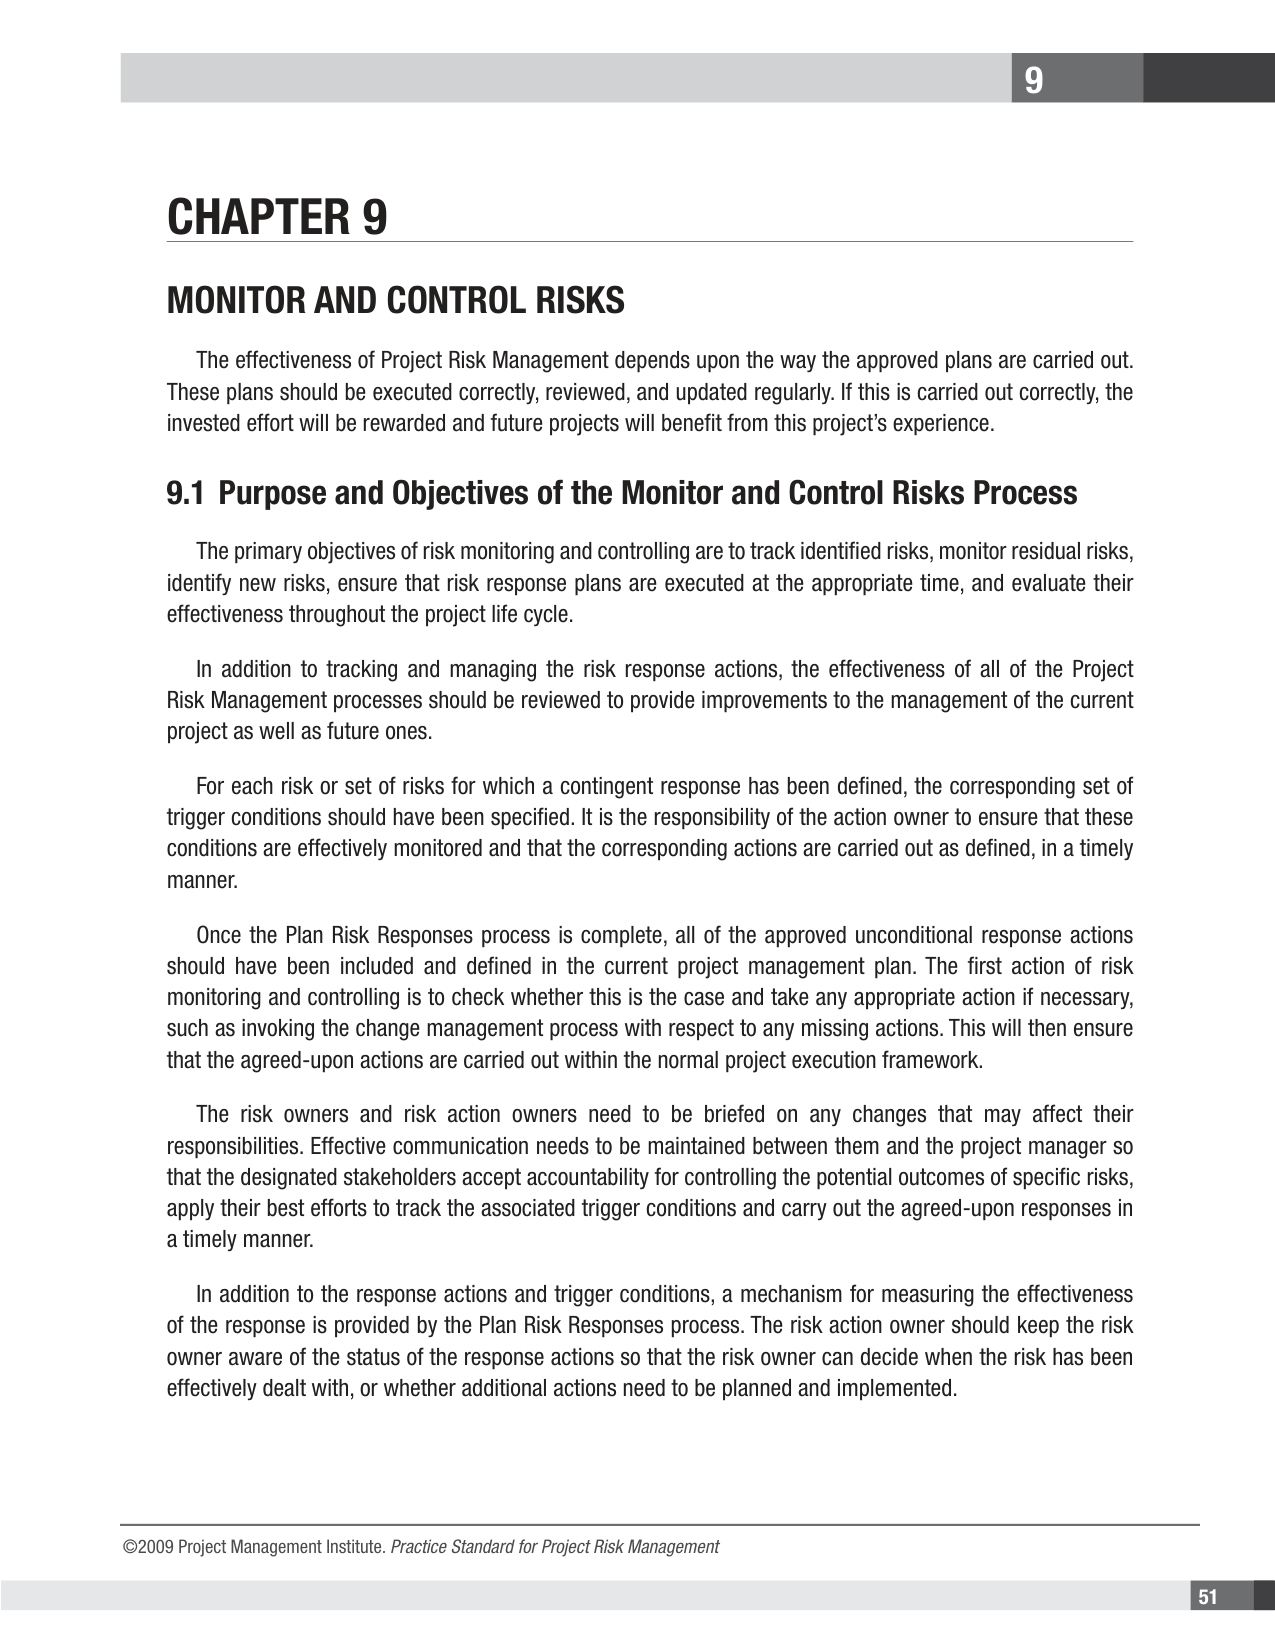 9
CHAPTER 9
MONITOR AND CONTROL RISKS
The effectiveness of Project Risk Management depends upon the way the approved plans are carried out.
These plans should be executed correctly, reviewed, and updated regularly. If this is carried out correctly, the
invested effort will be rewarded and future projects will benefit from this project’s experience.
9.1 Purpose and Objectives of the Monitor and Control Risks Process
The primary objectives of risk monitoring and controlling are to track identified risks, monitor residual risks,
identify new risks, ensure that risk response plans are executed at the appropriate time, and evaluate their
effectiveness throughout the project life cycle.
In addition to tracking and managing the risk response actions, the effectiveness of all of the Project
Risk Management processes should be reviewed to provide improvements to the management of the current
project as well as future ones.
For each risk or set of risks for which a contingent response has been defined, the corresponding set of
trigger conditions should have been specified. It is the responsibility of the action owner to ensure that these
conditions are effectively monitored and that the corresponding actions are carried out as defined, in a timely
manner.
Once the Plan Risk Responses process is complete, all of the approved unconditional response actions
should have been included and defined in the current project management plan. The first action of risk
monitoring and controlling is to check whether this is the case and take any appropriate action if necessary,
such as invoking the change management process with respect to any missing actions. This will then ensure
that the agreed-upon actions are carried out within the normal project execution framework.
The risk owners and risk action owners need to be briefed on any changes that may affect their
responsibilities. Effective communication needs to be maintained between them and the project manager so
that the designated stakeholders accept accountability for controlling the potential outcomes of specific risks,
apply their best efforts to track the associated trigger conditions and carry out the agreed-upon responses in
a timely manner.
In addition to the response actions and trigger conditions, a mechanism for measuring the effectiveness
of the response is provided by the Plan Risk Responses process. The risk action owner should keep the risk
owner aware of the status of the response actions so that the risk owner can decide when the risk has been
effectively dealt with, or whether additional actions need to be planned and implemented.
©2009 Project Management Institute. Practice Standard for Project Risk Management
51